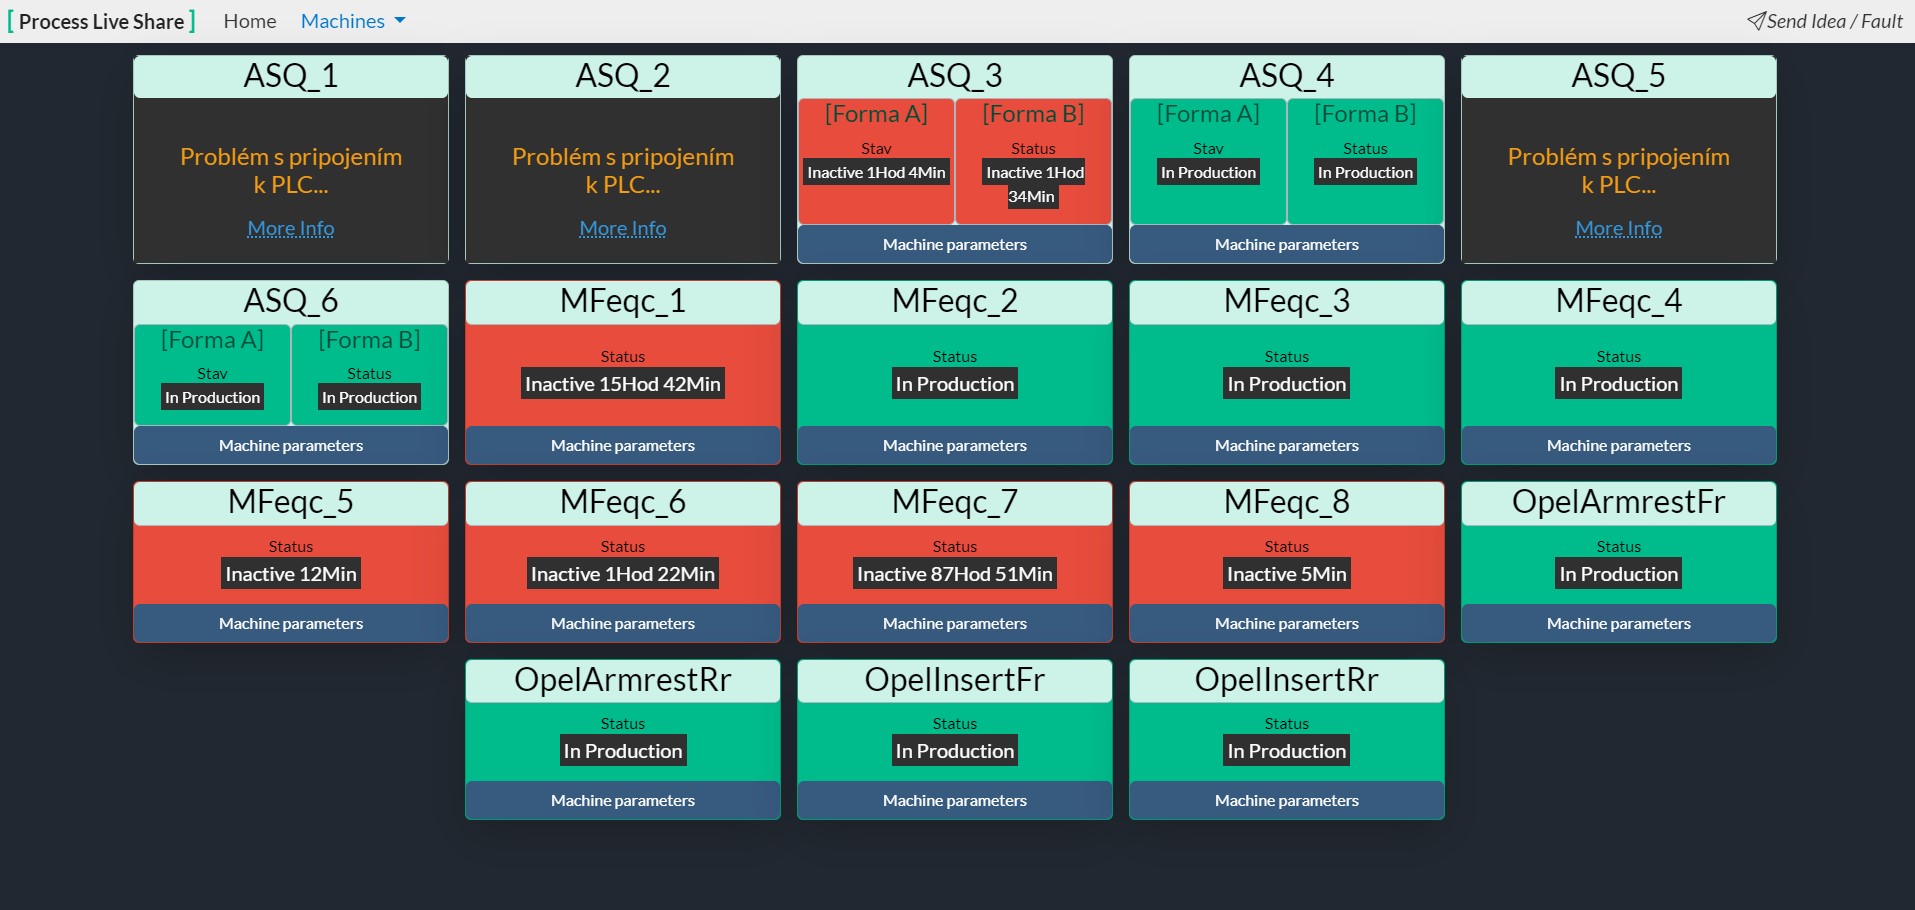 [ Process Live Share ] Home Machines Send Idea / Fault
ASQ_1
Problém s pripojením
k PLC...
More Info
ASQ_2
Problém s pripojením
k PLC...
More Info
ASQ_3
[Forma A]
Stav
Inactive 1Hod 4Min
[Forma B]
Status
Inactive 1Hod
34Min
Machine parameters
ASQ_4
[Forma A]
Stav
In Production
[Forma B]
Status
In Production
Machine parameters
ASQ_5
Problém s pripojením
k PLC...
More Info
ASQ_6
[Forma A]
Stav
In Production
[Forma B]
Status
In Production
Machine parameters
MFeqc_1
Status
Inactive 15Hod 42Min
Machine parameters
MFeqc_2
Status
In Production
Machine parameters
MFeqc_3
Status
In Production
Machine parameters
MFeqc_4
Status
In Production
Machine parameters
MFeqc_5
Status
Inactive 12Min
Machine parameters
MFeqc_6
Status
Inactive 1Hod 22Min
Machine parameters
MFeqc_7
Status
Inactive 87Hod 51Min
Machine parameters
MFeqc_8
Status
Inactive 5Min
Machine parameters
OpelArmrestFr
Status
In Production
Machine parameters
OpelArmrestRr
Status
In Production
Machine parameters
OpelInsertFr
Status
In Production
Machine parameters
OpelInsertRr
Status
In Production
Machine parameters